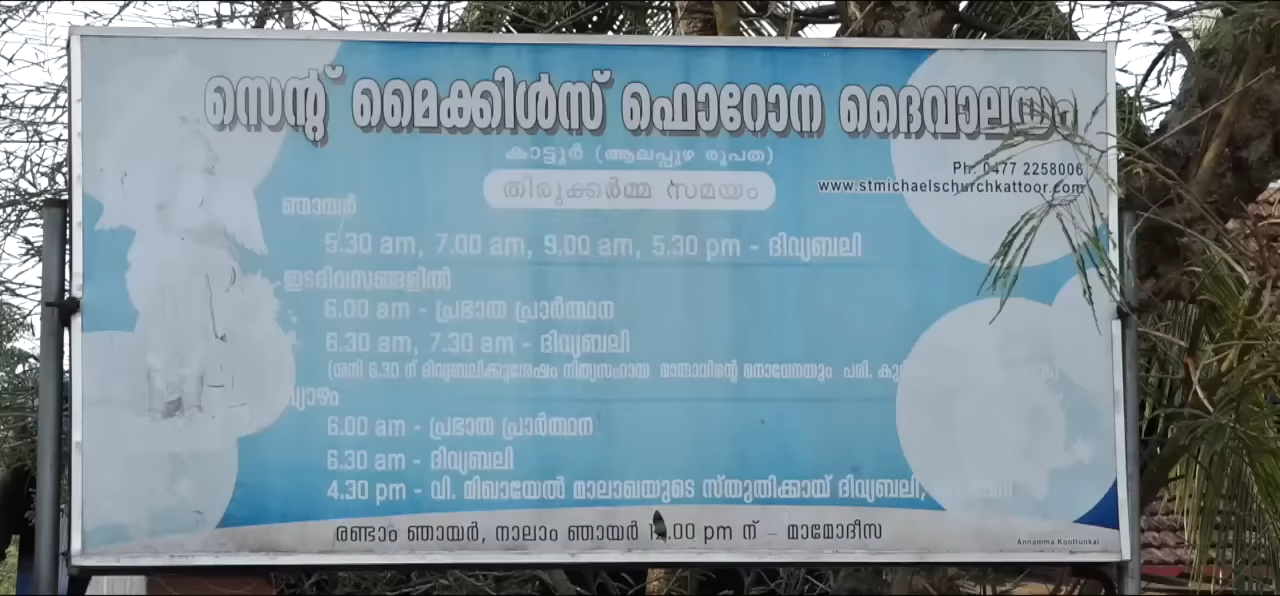 സെന്റ് മൈക്കിൾസ് ഫൊറോന ദൈവാലയം
കാട്ടൂർ (ആലപ്പുഴ രൂപത)
Ph: 0477 2258006
www.stmichaelschurchkattoor.com
തിരുക്കർമ്മ സമയം
ഞായർ
5.30 am, 7.00 am, 9.00 am, 5.30 pm - ദിവ്യബലി
ഇടദിവസങ്ങളിൽ
6.00 am - പ്രഭാത പ്രാർത്ഥന
6.30 am, 7.30 am - ദിവ്യബലി
(ശനി 6.30 ന് ദിവ്യബലിക്കുശേഷം നിത്യസഹായ മാതാവിന്റെ നൊവേനയും പരി.
വ്യാഴം
6.00 am - പ്രഭാത പ്രാർത്ഥന
6.30 am - ദിവ്യബലി
4.30 pm - വി. മിഖായേൽ മാലാഖയുടെ സ്തുതിക്കായ് ദിവ്യബലി,
രണ്ടാം ഞായർ, നാലാം ഞായർ pm ന് - മാമോദീസ
Annamma Koottunkal